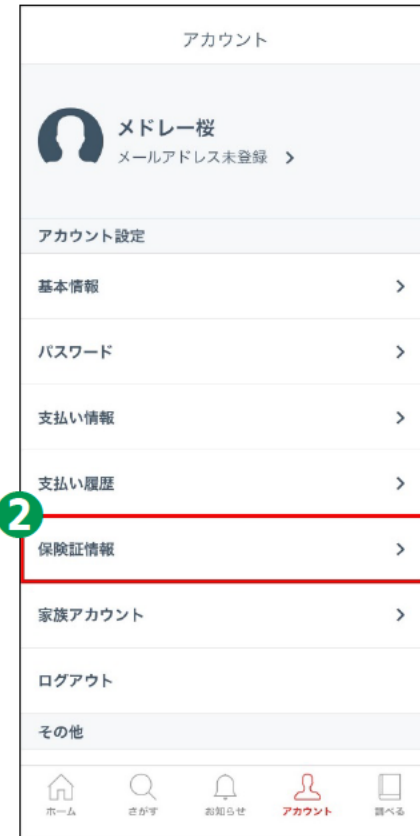 アカウント
メドレー桜
メールアドレス未登録
アカウント設定
基本情報
パスワード
支払い情報
支払い履歴
2
保険証情報
家族アカウント
ログアウト
その他
ホーム さがす お知らせ アカウント 調べる